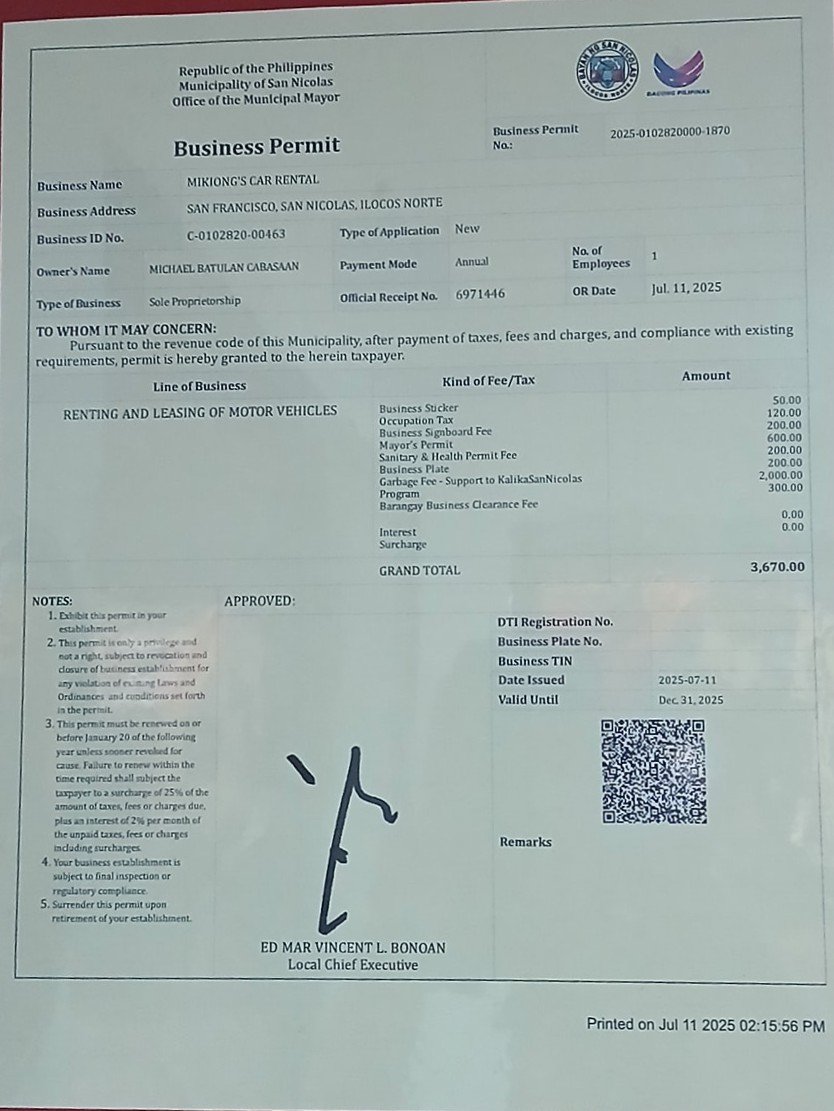 Republic of the Philippines
Municipality of San Nicolas
Office of the Municipal Mayor
BAYAN NG SAN NICOLAS
ILOCOS NORTE
BAGONG PILIPINAS
Business Permit
Business Permit No.: 2025-0102820000-1870
Business Name MIKIONG'S CAR RENTAL
Business Address SAN FRANCISCO, SAN NICOLAS, ILOCOS NORTE
Business ID No. C-0102820-00463 Type of Application New
Owner's Name MICHAEL BATULAN CABASAAN Payment Mode Annual No. of Employees 1
Type of Business Sole Proprietorship Official Receipt No. 6971446 OR Date Jul. 11, 2025
TO WHOM IT MAY CONCERN:
Pursuant to the revenue code of this Municipality, after payment of taxes, fees and charges, and compliance with existing
requirements, permit is hereby granted to the herein taxpayer.
Line of Business Kind of Fee/Tax Amount
RENTING AND LEASING OF MOTOR VEHICLES
Business Sticker 50.00
Occupation Tax 120.00
Business Signboard Fee 200.00
Mayor's Permit 600.00
Sanitary & Health Permit Fee 200.00
Business Plate 200.00
Garbage Fee - Support to KalikaSanNicolas 2,000.00
Program 300.00
Barangay Business Clearance Fee
Interest 0.00
Surcharge 0.00
GRAND TOTAL 3,670.00
NOTES:
1. Exhibit this permit in your
establishment.
2. This permit is only a privilege and
not a right, subject to revocation and
closure of business establishment for
any violation of existing Laws and
Ordinances and conditions set forth
in the permit.
3. This permit must be renewed on or
before January 20 of the following
year unless sooner revoked for
cause. Failure to renew within the
time required shall subject the
taxpayer to a surcharge of 25% of the
amount of taxes, fees or charges due,
plus an interest of 2% per month of
the unpaid taxes, fees or charges
including surcharges.
4. Your business establishment is
subject to final inspection or
regulatory compliance.
5. Surrender this permit upon
retirement of your establishment.
APPROVED:
ED MAR VINCENT L. BONOAN
Local Chief Executive
DTI Registration No.
Business Plate No.
Business TIN
Date Issued 2025-07-11
Valid Until Dec. 31, 2025
Remarks
Printed on Jul 11 2025 02:15:56 PM